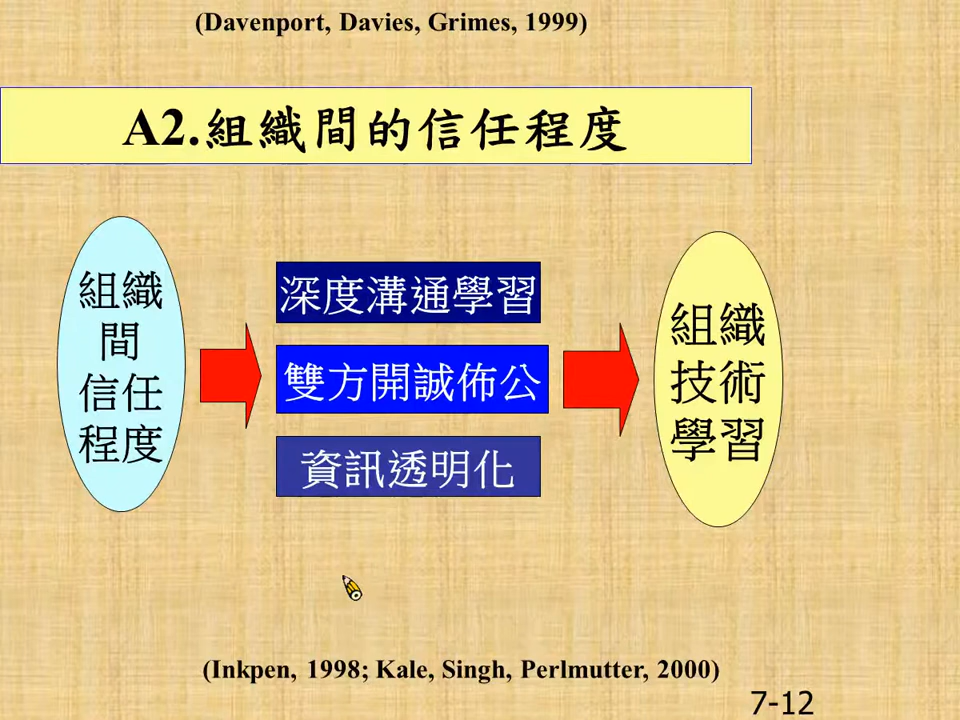 (Davenport, Davies, Grimes, 1999)
A2.組織間的信任程度
組織
間
信任
程度
深度溝通學習
雙方開誠佈公
資訊透明化
組織
技術
學習
(Inkpen, 1998; Kale, Singh, Perlmutter, 2000)
7-12